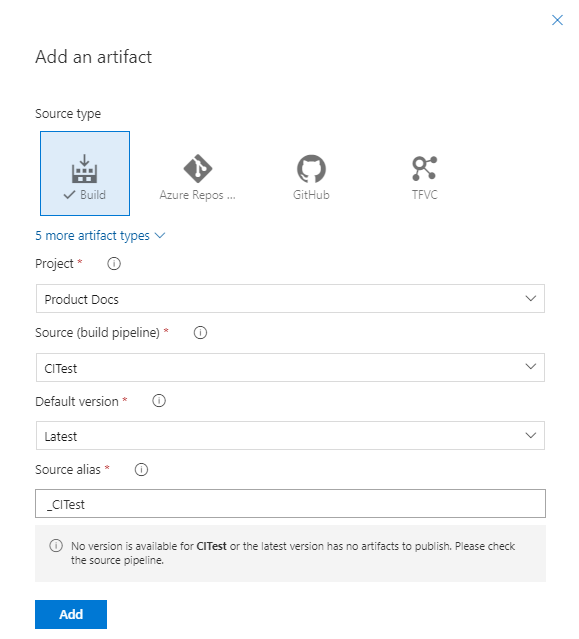 Add an artifact
Source type
Build
Azure Repos ...
GitHub
TFVC
5 more artifact types
Project *
Product Docs
Source (build pipeline) *
CITest
Default version *
Latest
Source alias *
_CITest
No version is available for CITest or the latest version has no artifacts to publish. Please check
the source pipeline.
Add